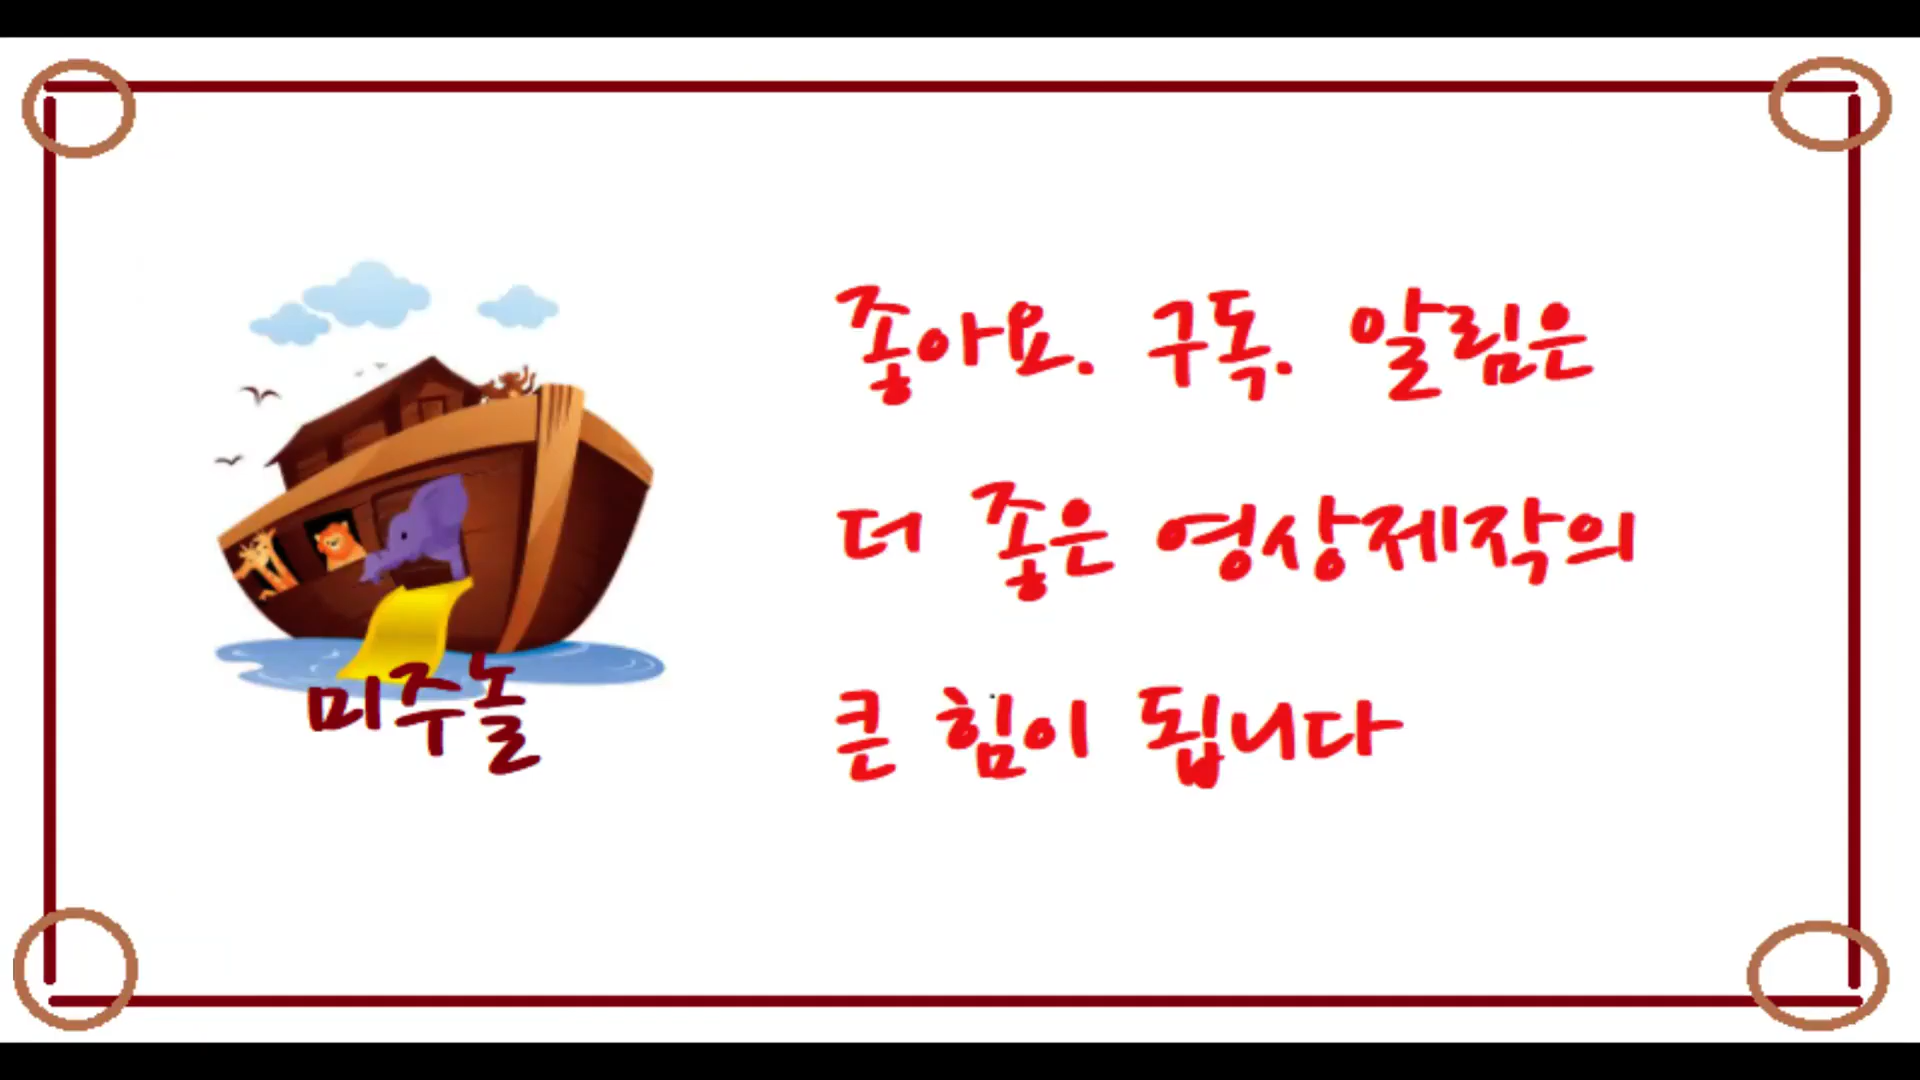 좋아요. 구독. 알림은
더 좋은 영상제작의
큰 힘이 됩니다
미주놀